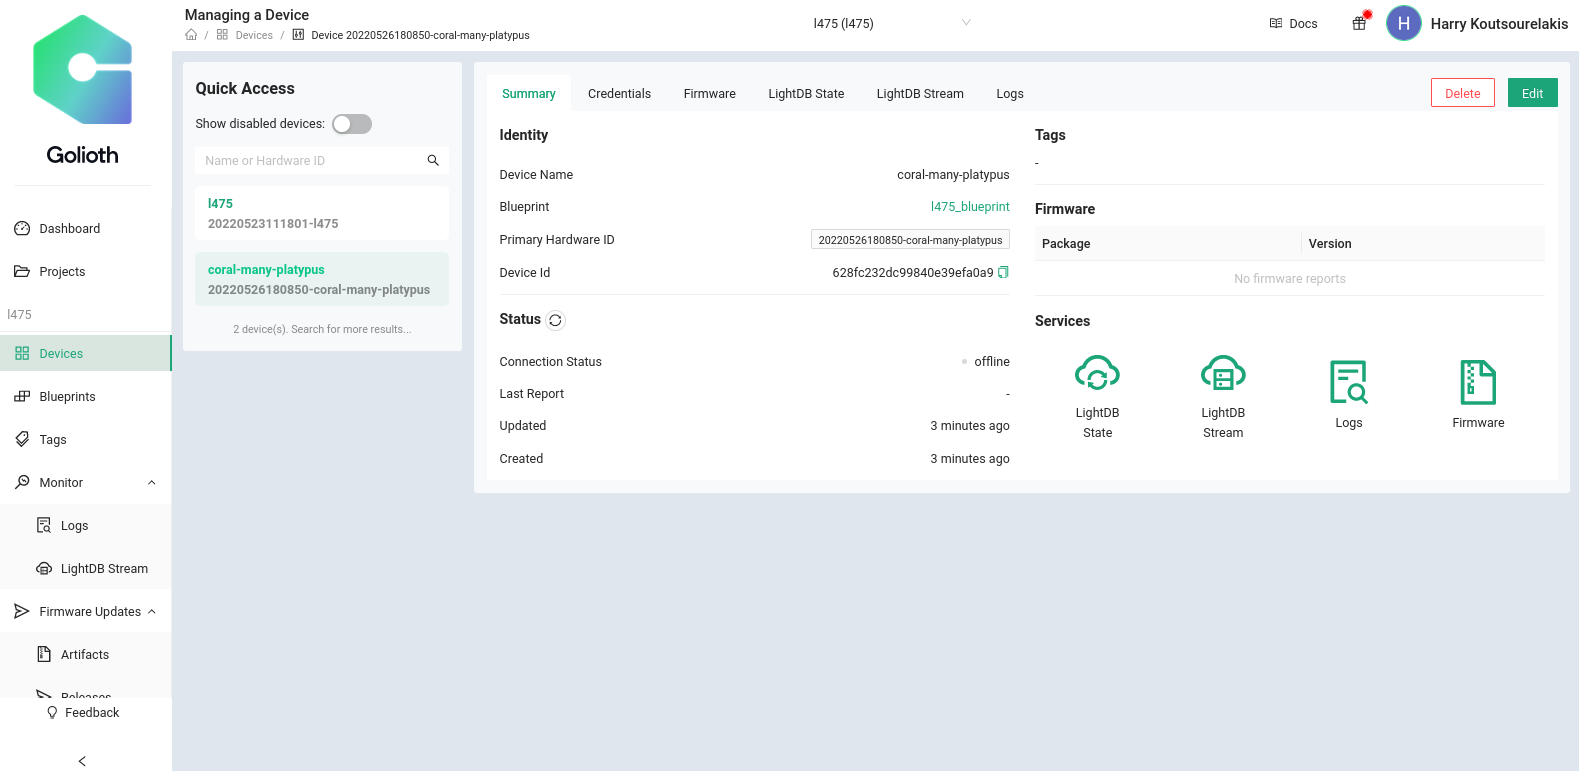 Golioth
Dashboard
Projects
l475
Devices
Blueprints
Tags
Monitor
Logs
LightDB Stream
Firmware Updates
Artifacts
Releases
Feedback
Managing a Device
/ Devices / Device 20220526180850-coral-many-platypus
l475 (l475)
Docs
H
Harry Koutsourelakis
Quick Access
Show disabled devices:
Name or Hardware ID
l475
20220523111801-l475
coral-many-platypus
20220526180850-coral-many-platypus
2 device(s). Search for more results...
Summary Credentials Firmware LightDB State LightDB Stream Logs
Delete
Edit
Identity
Device Name coral-many-platypus
Blueprint l475_blueprint
Primary Hardware ID 20220526180850-coral-many-platypus
Device Id 628fc232dc99840e39efa0a9
Status
Connection Status offline
Last Report -
Updated 3 minutes ago
Created 3 minutes ago
Tags
-
Firmware
Package Version
No firmware reports
Services
LightDB
State
LightDB
Stream
Logs
Firmware